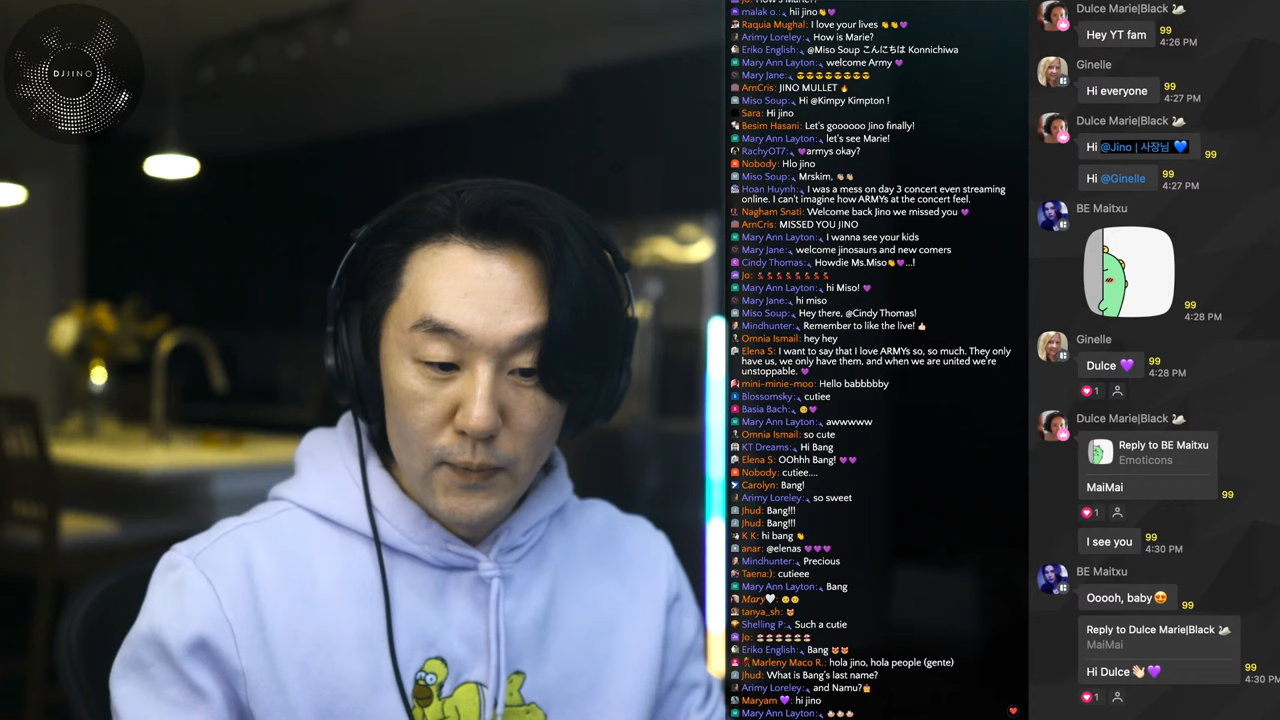 DJJINO
malak o.: hii jino👏💜
Raquia Mughal: I love your lives 👏👏💜
Arimy Loreley: How is Marie?
Eriko English: @Miso Soup こんにちは Konnichiwa
Mary Ann Layton: welcome Army 💜
Mary Jane: 😎😎😎😎😎😎😎😎
ArnCris: JINO MULLET 🔥
Miso Soup: Hi @Kimpy Kimpton !
Sara: Hi jino
Besim Hasani: Let's goooooo Jino finally!
Mary Ann Layton: let's see Marie!
RachyOT7: 💜armys okay?
Nobody: Hlo jino
Miso Soup: Mrskim, 👋🏼👋🏼
Hoan Huynh: I was a mess on day 3 concert even streaming
online. I can't imagine how ARMYs at the concert feel.
Nagham Snati: Welcome back Jino we missed you 💜
ArnCris: MISSED YOU JINO
Mary Ann Layton: I wanna see your kids
Mary Jane: welcome jinosaurs and new comers
Cindy Thomas: Howdie Ms.Miso👏💜...!
Jo: 💃💃💃💃💃💃💃
Mary Ann Layton: hi Miso! 💜
Mary Jane: hi miso
Miso Soup: Hey there, @Cindy Thomas!
Mindhunter: Remember to like the live! 👍🏻
Omnia Ismail: hey hey
Elena S: I want to say that I love ARMYs so, so much. They only
have us, we only have them, and when we are united we're
unstoppable. 💜
mini-minie-moo: Hello babbbbby
Blossomsky: cutiee
Basia Bach: 🥺💜
Mary Ann Layton: awwwww
Omnia Ismail: so cute
KT Dreams: Hi Bang
Elena S: OOhhh Bang! 💜💜
Nobody: cutiee....
Carolyn: Bang!
Arimy Loreley: so sweet
Jhud: Bang!!!
Jhud: Bang!!!
K K: hi bang 👋
anar: @elenas 💜💜💜
Mindhunter: Precious
Taena:): cutieee
Mary Ann Layton: Bang
Mary🤍: 🥺🥺
tanya_sh: 😻
Shelling P: Such a cutie
Jo: 🏖🏖🏖🏖🏖🏖
Eriko English: Bang 😻😻
💃Marleny Maco R.: hola jino, hola people (gente)
Jhud: What is Bang's last name?
Arimy Loreley: and Namu?
Maryam 💜: hi jino
Mary Ann Layton: 👏🏻👏🏻👏🏻
Dulce Marie|Black 🦢
Hey YT fam
99
4:26 PM
Ginelle
Hi everyone
99
4:27 PM
Dulce Marie|Black 🦢
Hi @Jino | 사장님 💙
99
Hi @Ginelle
99
4:27 PM
BE Maitxu
99
4:28 PM
Ginelle
Dulce 💜
99
4:28 PM
1
Dulce Marie|Black 🦢
Reply to BE Maitxu
Emoticons
MaiMai
99
1
I see you
99
4:30 PM
BE Maitxu
Ooooh, baby😍
99
Reply to Dulce Marie|Black 🦢
MaiMai
Hi Dulce👋🏻💜
99
4:30 PM
1